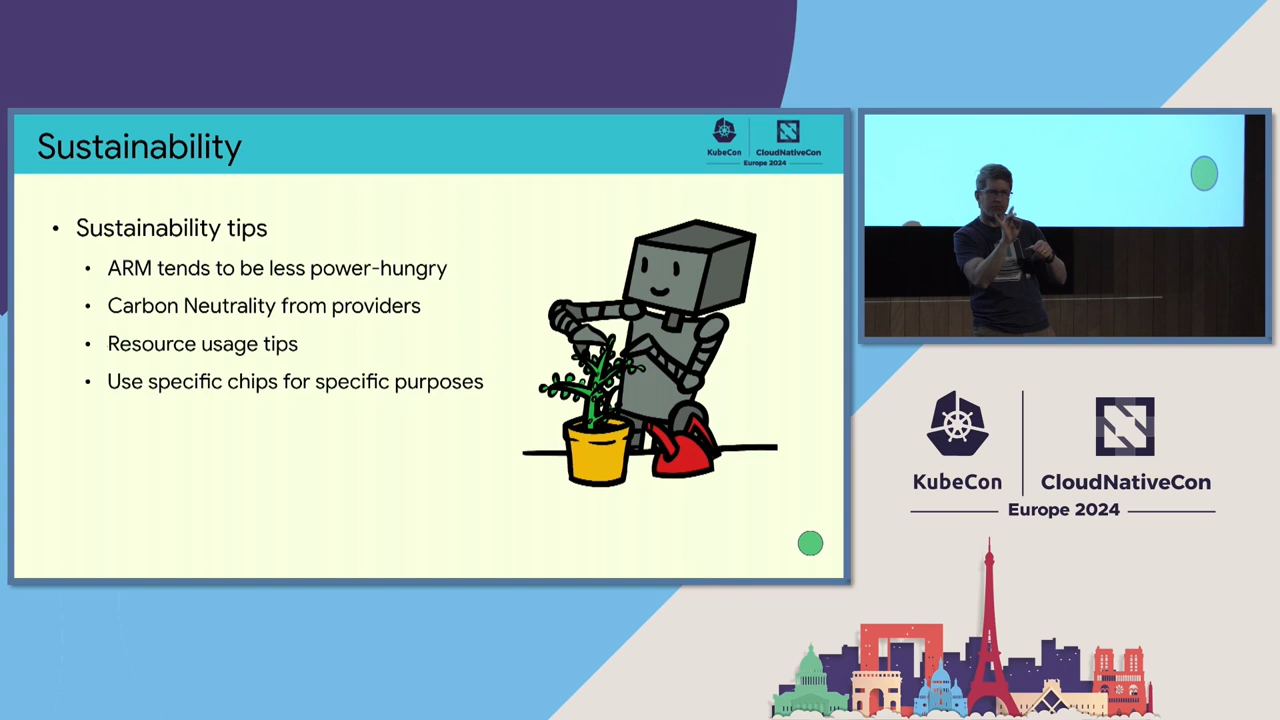 Sustainability
KubeCon
CloudNativeCon
Europe 2024
• Sustainability tips
• ARM tends to be less power-hungry
• Carbon Neutrality from providers
• Resource usage tips
• Use specific chips for specific purposes
KubeCon
CloudNativeCon
Europe 2024